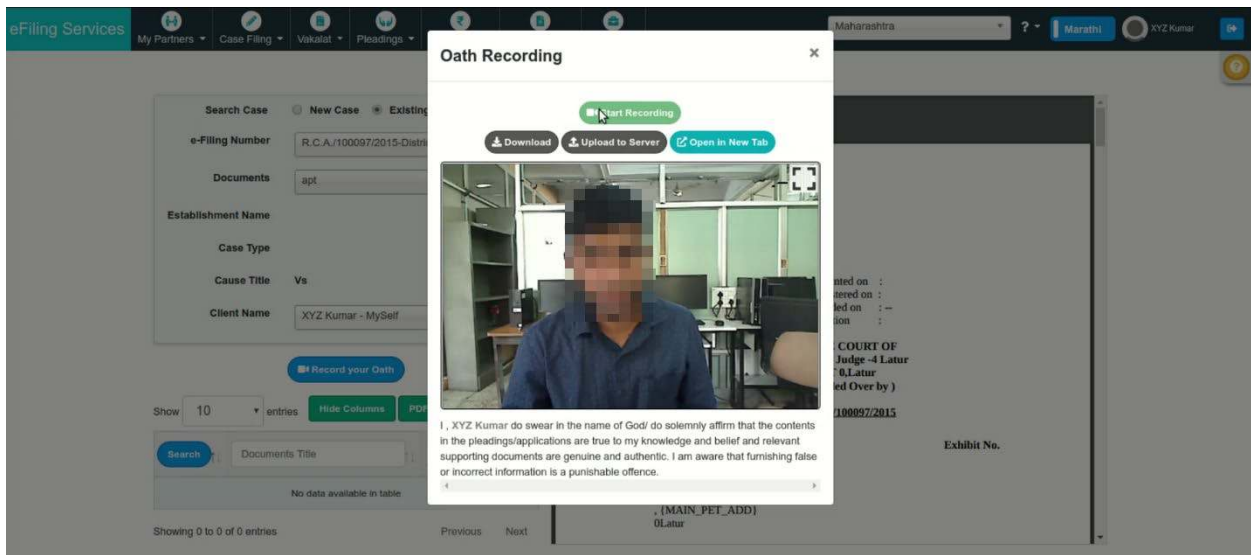 eFiling Services
My Partners
Case Filing
Vakalat
Pleadings
Maharashtra
?
Marathi
XYZ Kumar
?
Oath Recording
×
Start Recording
Download
Upload to Server
Open in New Tab
Search Case
New Case
Existing
e-Filing Number
R.C.A./100097/2015-Distri
Documents
apt
Establishment Name
Case Type
Cause Title
Vs
Client Name
XYZ Kumar - MySelf
Record your Oath
Show 10 entries
Hide Columns
PDF
Search
Documents Title
No data available in table
Showing 0 to 0 of 0 entries
Previous
Next
I , XYZ Kumar do swear in the name of God/ do solemnly affirm that the contents
in the pleadings/applications are true to my knowledge and belief and relevant
supporting documents are genuine and authentic. I am aware that furnishing false
or incorrect information is a punishable offence.
nted on :
tered on :
led on : --
ion :
COURT OF
Judge -4 Latur
0,Latur
ed Over by )
/100097/2015
Exhibit No.
, {MAIN_PET_ADD}
0Latur